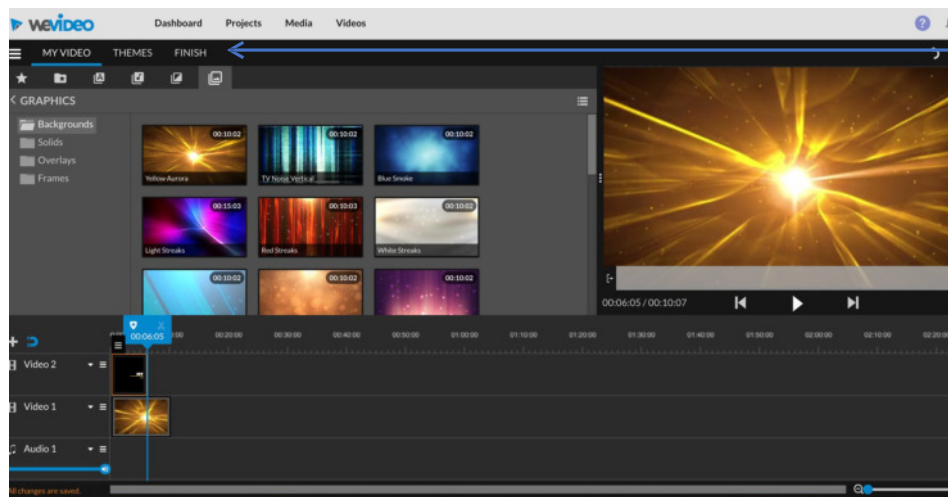 WEVIDEO Dashboard Projects Media Videos ?
MY VIDEO THEMES FINISH
GRAPHICS
Backgrounds
Solids
Overlays
Frames
00:10:02 00:10:02 00:10:02
Yellow Aurora TV Noise Vertical Blue Smoke
00:15:03 00:10:03 00:10:02
Light Streaks Red Streaks White Streaks
00:10:02 00:10:02 00:10:02
00:06:05 / 00:10:07
00:06:05 00:20:00 00:30:00 00:40:00 00:50:00 01:00:00 01:10:00 01:20:00 01:30:00 01:40:00 01:50:00 02:00:00 02:10:00
Video 2
Video 1
Audio 1
All changes are saved.